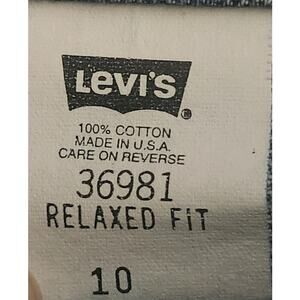 LEVI'S ®
100% COTTON
MADE IN U.S.A.
CARE ON REVERSE
36981
RELAXED FIT
10